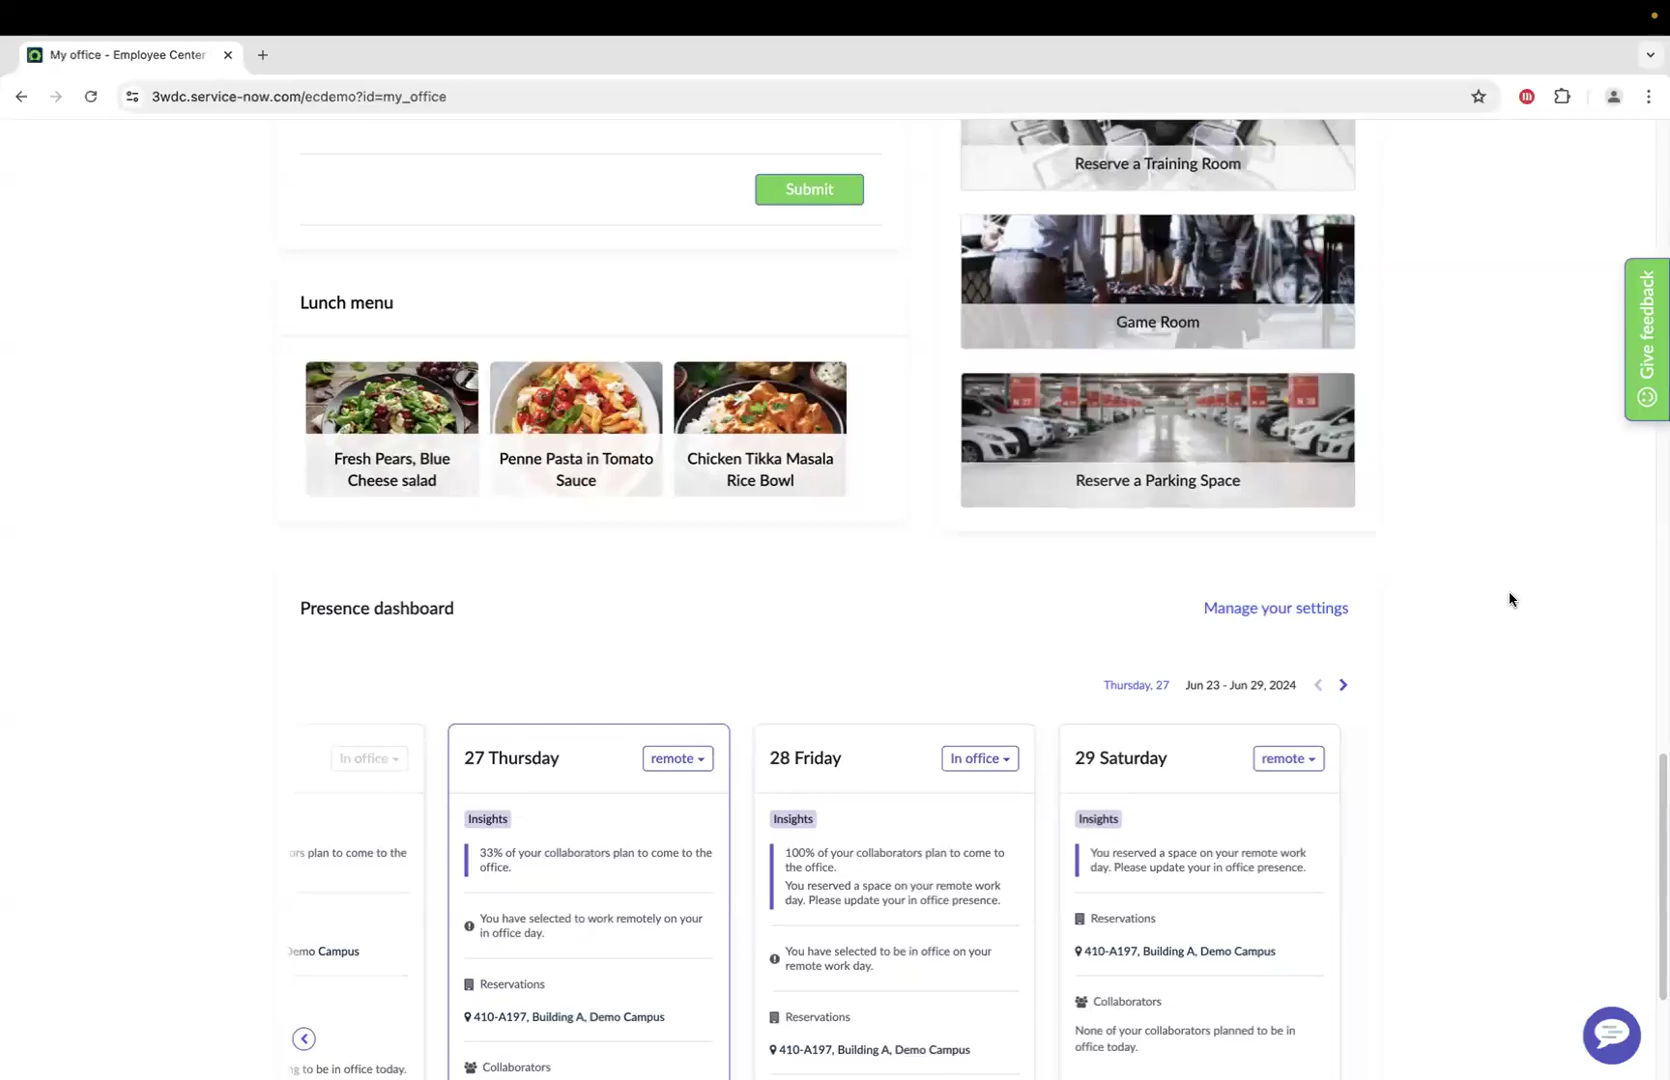 My office - Employee Center
3wdc.service-now.com/ecdemo?id=my_office
Submit
Reserve a Training Room
Game Room
Reserve a Parking Space
Give feedback
Lunch menu
Fresh Pears, Blue
Cheese salad
Penne Pasta in Tomato
Sauce
Chicken Tikka Masala
Rice Bowl
Presence dashboard
Manage your settings
Thursday, 27 Jun 23 - Jun 29, 2024
In office
ors plan to come to the
Demo Campus
ng to be in office today.
27 Thursday
remote
Insights
33% of your collaborators plan to come to the
office.
You have selected to work remotely on your
in office day.
Reservations
410-A197, Building A, Demo Campus
Collaborators
28 Friday
In office
Insights
100% of your collaborators plan to come to
the office.
You reserved a space on your remote work
day. Please update your in office presence.
You have selected to be in office on your
remote work day.
Reservations
410-A197, Building A, Demo Campus
29 Saturday
remote
Insights
You reserved a space on your remote work
day. Please update your in office presence.
Reservations
410-A197, Building A, Demo Campus
Collaborators
None of your collaborators planned to be in
office today.